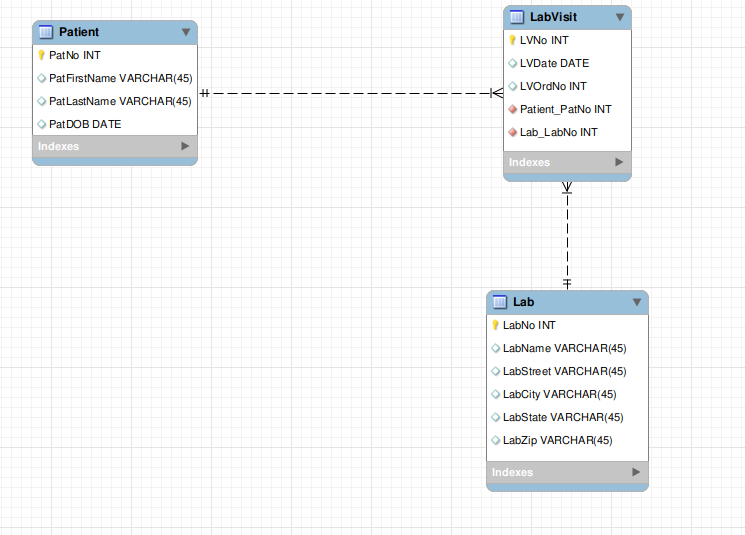 Patient
PatNo INT
PatFirstName VARCHAR(45)
PatLastName VARCHAR(45)
PatDOB DATE
Indexes
LabVisit
LVNo INT
LVDate DATE
LVOrdNo INT
Patient_PatNo INT
Lab_LabNo INT
Indexes
Lab
LabNo INT
LabName VARCHAR(45)
LabStreet VARCHAR(45)
LabCity VARCHAR(45)
LabState VARCHAR(45)
LabZip VARCHAR(45)
Indexes